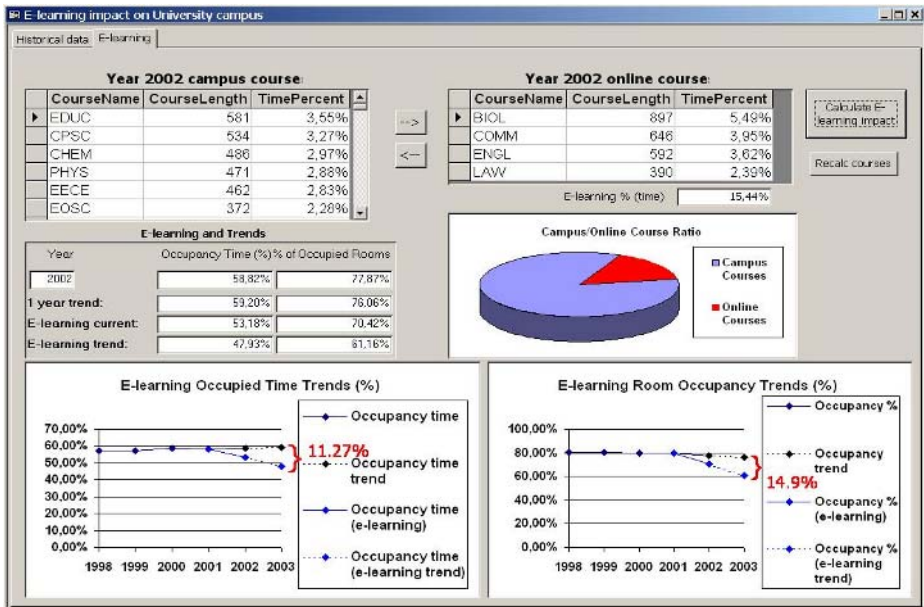 E-learning impact on University campus
Historical data E-learning
Year 2002 campus course:
CourseName CourseLength TimePercent
EDUC 581 3,55%
CPSC 534 3,27%
CHEM 486 2,97%
PHYS 471 2,88%
EECE 462 2,83%
EOSC 372 2,28%
-->
<--
Year 2002 online course:
CourseName CourseLength TimePercent
BIOL 897 5,49%
COMM 646 3,95%
ENGL 592 3,62%
LAW 390 2,39%
E-learning % (time) 15,44%
Calculate E-
learning impact
Recalc courses
E-learning and Trends
Year Occupancy Time (%) % of Occupied Rooms
2002 58,82% 77,87%
1 year trend: 59,20% 76,06%
E-learning current: 53,18% 70,42%
E-learning trend: 47,93% 61,16%
Campus/Online Course Ratio
Campus
Courses
Online
Courses
E-learning Occupied Time Trends (%)
70,00%
60,00%
50,00%
40,00%
30,00%
20,00%
10,00%
0,00%
1998 1999 2000 2001 2002 2003
11.27%
Occupancy time
Occupancy time
trend
Occupancy time
(e-learning)
Occupancy time
(e-learning trend)
E-learning Room Occupancy Trends (%)
100,00%
80,00%
60,00%
40,00%
20,00%
0,00%
1998 1999 2000 2001 2002 2003
14.9%
Occupancy %
Occupancy
trend
Occupancy %
(e-learning)
Occupancy %
(e-learning
trend)